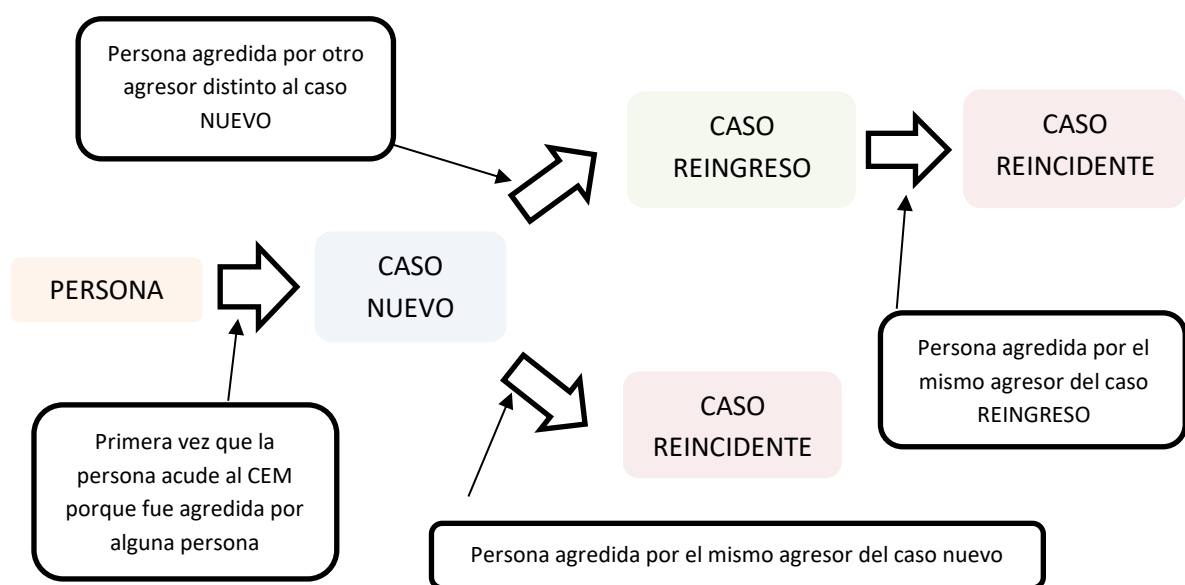 Persona agredida por otro
agresor distinto al caso
NUEVO
CASO
REINGRESO
CASO
REINCIDENTE
PERSONA
CASO
NUEVO
Persona agredida por el
mismo agresor del caso
REINGRESO
CASO
REINCIDENTE
Primera vez que la
persona acude al CEM
porque fue agredida por
alguna persona
Persona agredida por el mismo agresor del caso nuevo